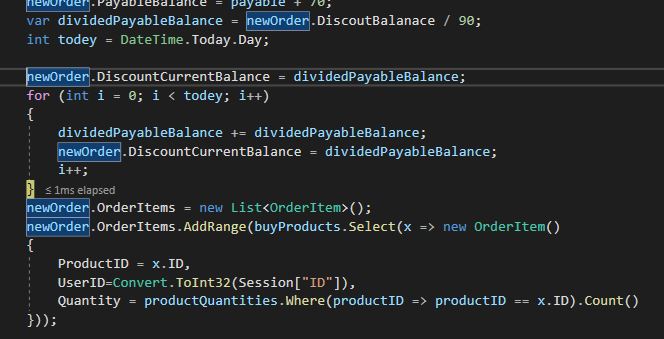 newOrder.PayableBalance = payable + 70;
var dividedPayableBalance = newOrder.DiscoutBalanace / 90;
int todey = DateTime.Today.Day;
newOrder.DiscountCurrentBalance = dividedPayableBalance;
for (int i = 0; i < todey; i++)
{
dividedPayableBalance += dividedPayableBalance;
newOrder.DiscountCurrentBalance = dividedPayableBalance;
i++;
} ≤ 1ms elapsed
newOrder.OrderItems = new List<OrderItem>();
newOrder.OrderItems.AddRange(buyProducts.Select(x => new OrderItem()
{
ProductID = x.ID,
UserID=Convert.ToInt32(Session["ID"]),
Quantity = productQuantities.Where(productID => productID == x.ID).Count()
}));